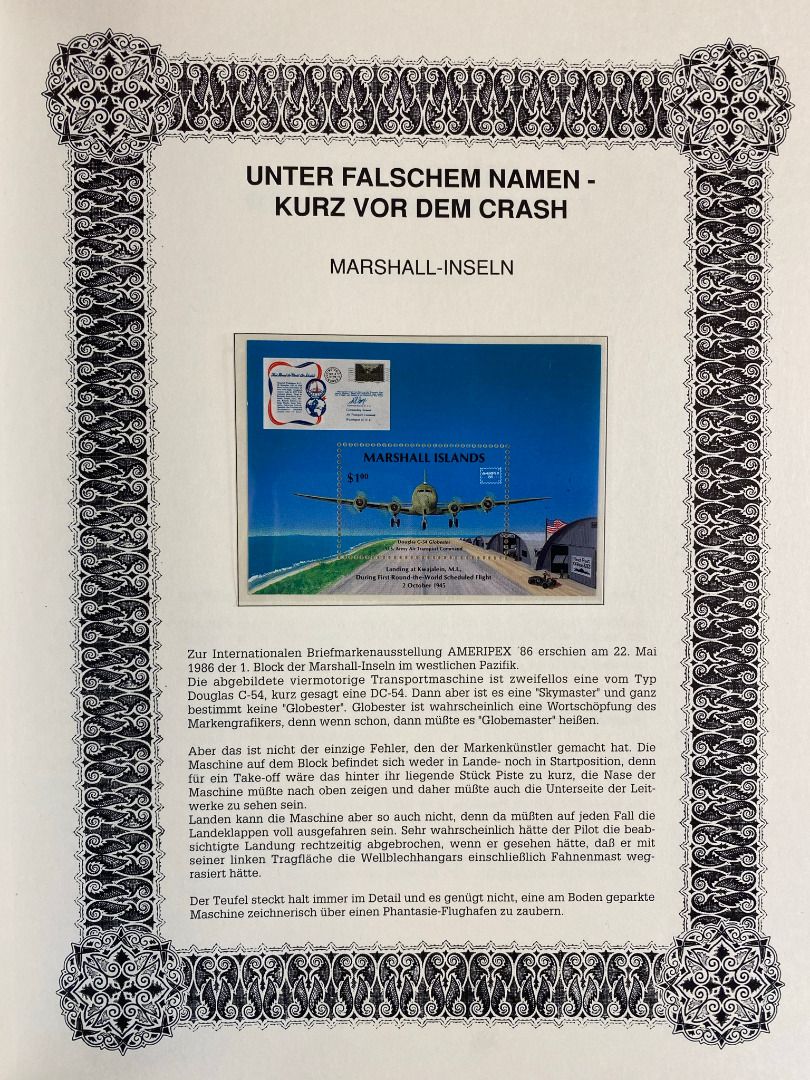 UNTER FALSCHEM NAMEN -
KURZ VOR DEM CRASH
MARSHALL-INSELN
MARSHALL ISLANDS
$1.00
Douglas C-54 Globester
U.S. Army Air Transport Command
Landing at Kwajalein, M.I.,
During First Round-the-World Scheduled Flight
2 October 1945
Zur Internationalen Briefmarkenausstellung AMERIPEX ´86 erschien am 22. Mai
1986 der 1. Block der Marshall-Inseln im westlichen Pazifik.
Die abgebildete viermotorige Transportmaschine ist zweifellos eine vom Typ
Douglas C-54, kurz gesagt eine DC-54. Dann aber ist es eine "Skymaster" und ganz
bestimmt keine "Globester". Globester ist wahrscheinlich eine Wortschöpfung des
Markengrafikers, denn wenn schon, dann müßte es "Globemaster" heißen.
Aber das ist nicht der einzige Fehler, den der Markenkünstler gemacht hat. Die
Maschine auf dem Block befindet sich weder in Lande- noch in Startposition, denn
für ein Take-off wäre das hinter ihr liegende Stück Piste zu kurz, die Nase der
Maschine müßte nach oben zeigen und daher müßte auch die Unterseite der Leit-
werke zu sehen sein.
Landen kann die Maschine aber so auch nicht, denn da müßten auf jeden Fall die
Landeklappen voll ausgefahren sein. Sehr wahrscheinlich hätte der Pilot die beab-
sichtigte Landung rechtzeitig abgebrochen, wenn er gesehen hätte, daß er mit
seiner linken Tragfläche die Wellblechhangars einschließlich Fahnenmast weg-
rasiert hätte.
Der Teufel steckt halt immer im Detail und es genügt nicht, eine am Boden geparkte
Maschine zeichnerisch über einen Phantasie-Flughafen zu zaubern.